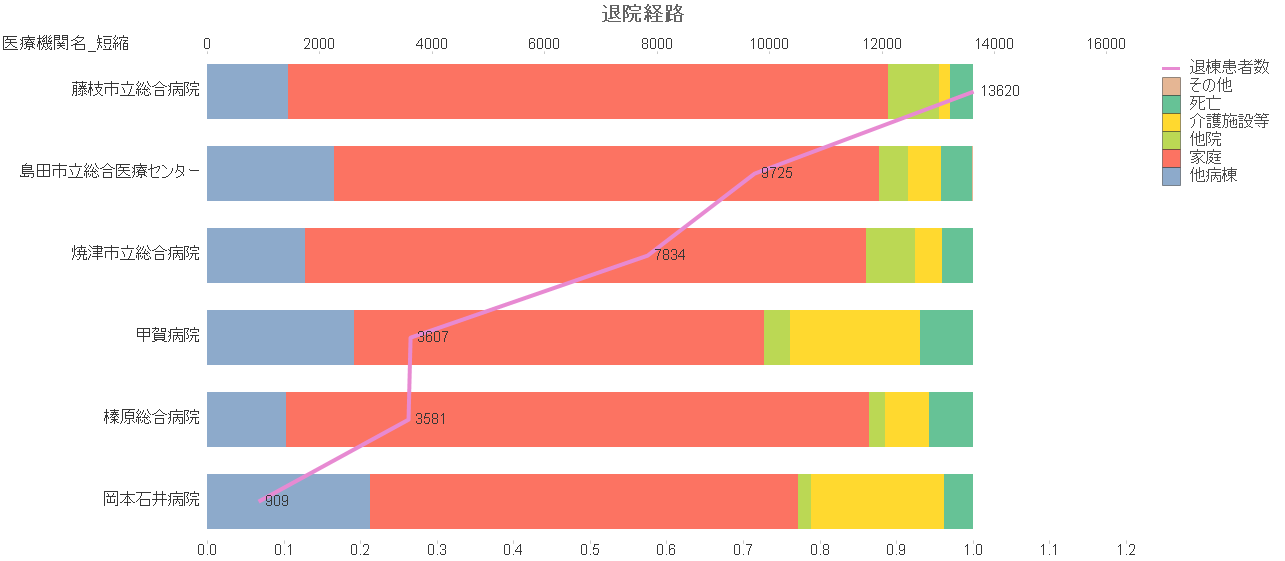 退院経路
医療機関名_短縮
0 2000 4000 6000 8000 10000 12000 14000 16000
藤枝市立総合病院
13620
島田市立総合医療センター
9725
焼津市立総合病院
7834
甲賀病院
3607
榛原総合病院
3581
岡本石井病院
909
0.0 0.1 0.2 0.3 0.4 0.5 0.6 0.7 0.8 0.9 1.0 1.1 1.2
退棟患者数
その他
死亡
介護施設等
他院
家庭
他病棟